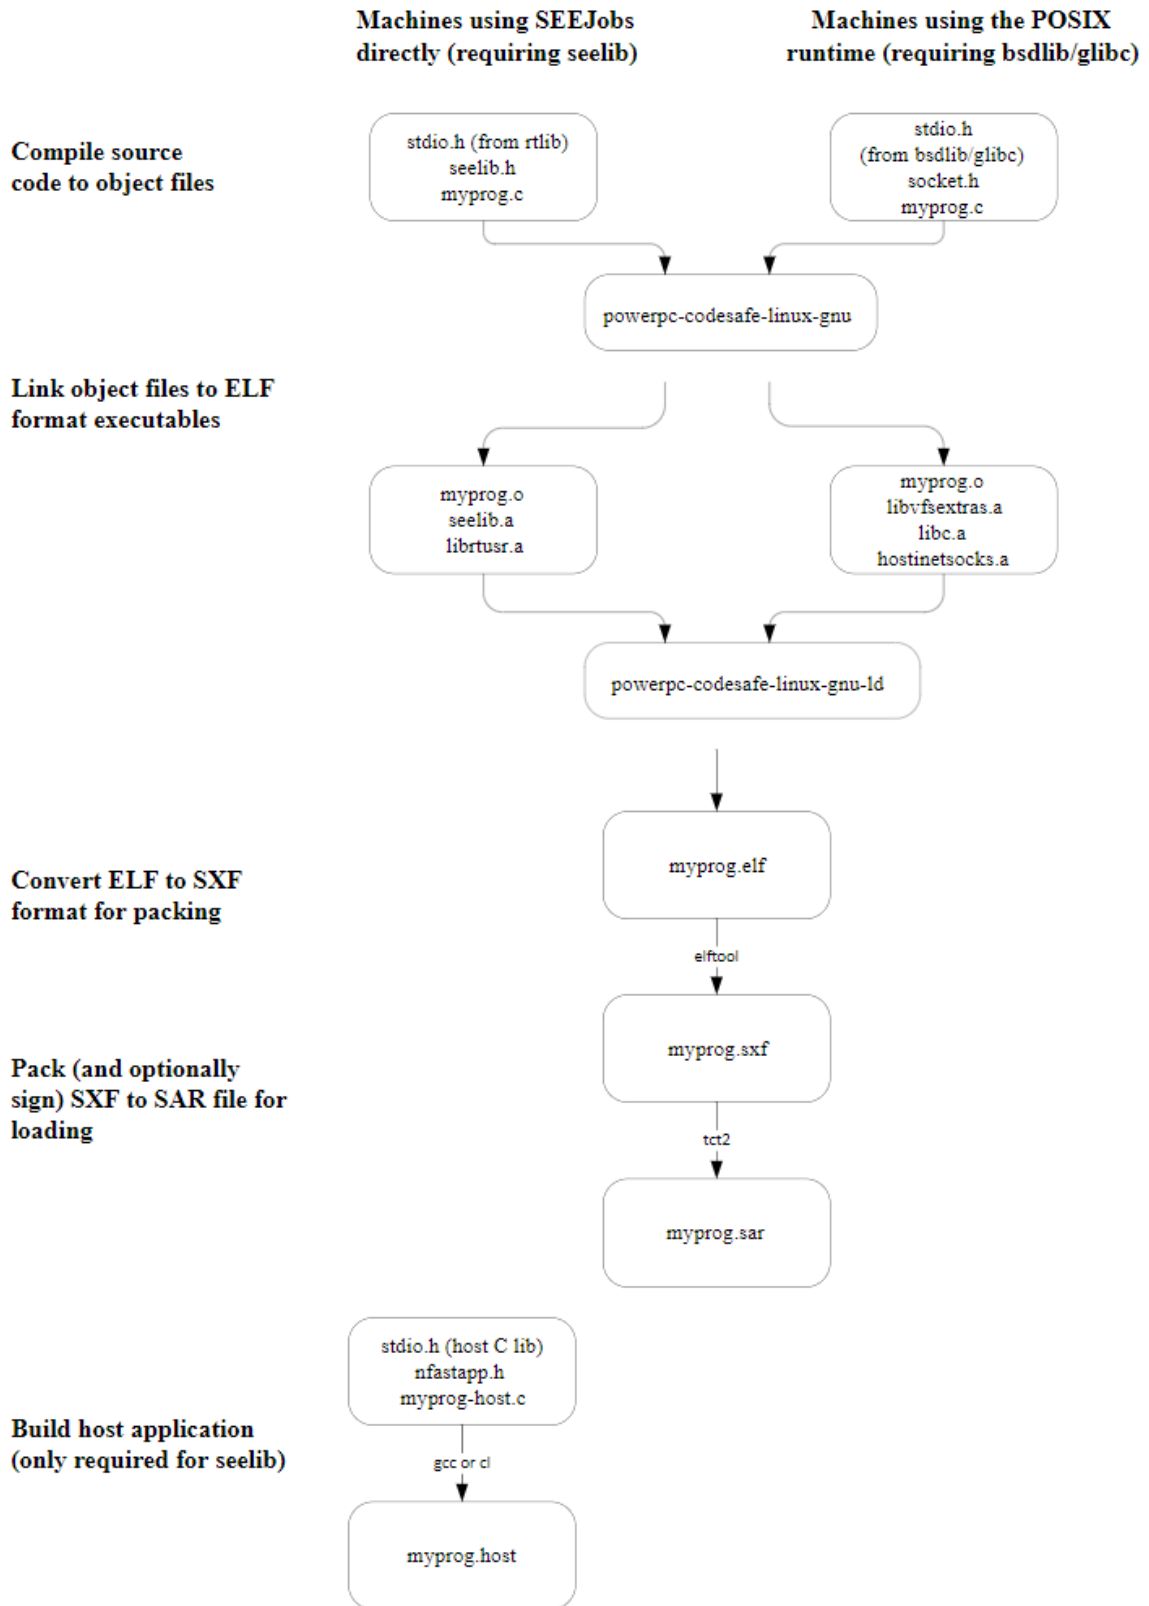 Machines using SEEJobs
directly (requiring seelib)
Machines using the POSIX
runtime (requiring bsdlib/glibc)
Compile source
code to object files
stdio.h (from rtlib)
seelib.h
myprog.c
stdio.h
(from bsdlib/glibc)
socket.h
myprog.c
powerpc-codesafe-linux-gnu
Link object files to ELF
format executables
myprog.o
seelib.a
librtusr.a
myprog.o
libvfsextras.a
libc.a
hostinetsocks.a
powerpc-codesafe-linux-gnu-ld
myprog.elf
Convert ELF to SXF
format for packing
elftool
myprog.sxf
Pack (and optionally
sign) SXF to SAR file for
loading
tct2
myprog.sar
stdio.h (host C lib)
nfastapp.h
myprog-host.c
Build host application
(only required for seelib)
gcc or cl
myprog.host